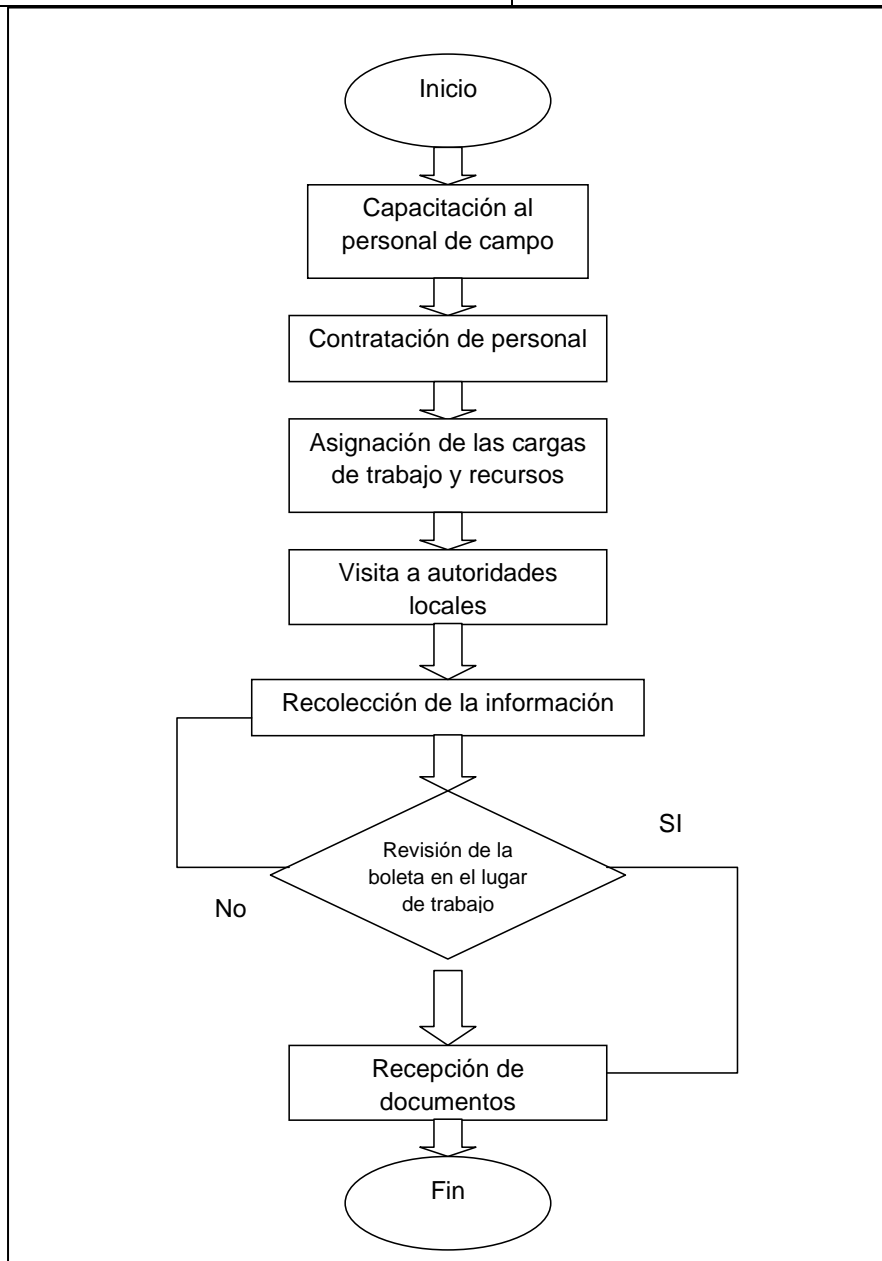 Inicio
Capacitación al
personal de campo
Contratación de personal
Asignación de las cargas
de trabajo y recursos
Visita a autoridades
locales
Recolección de la información
SI
Revisión de la
boleta en el lugar
de trabajo
No
Recepción de
documentos
Fin